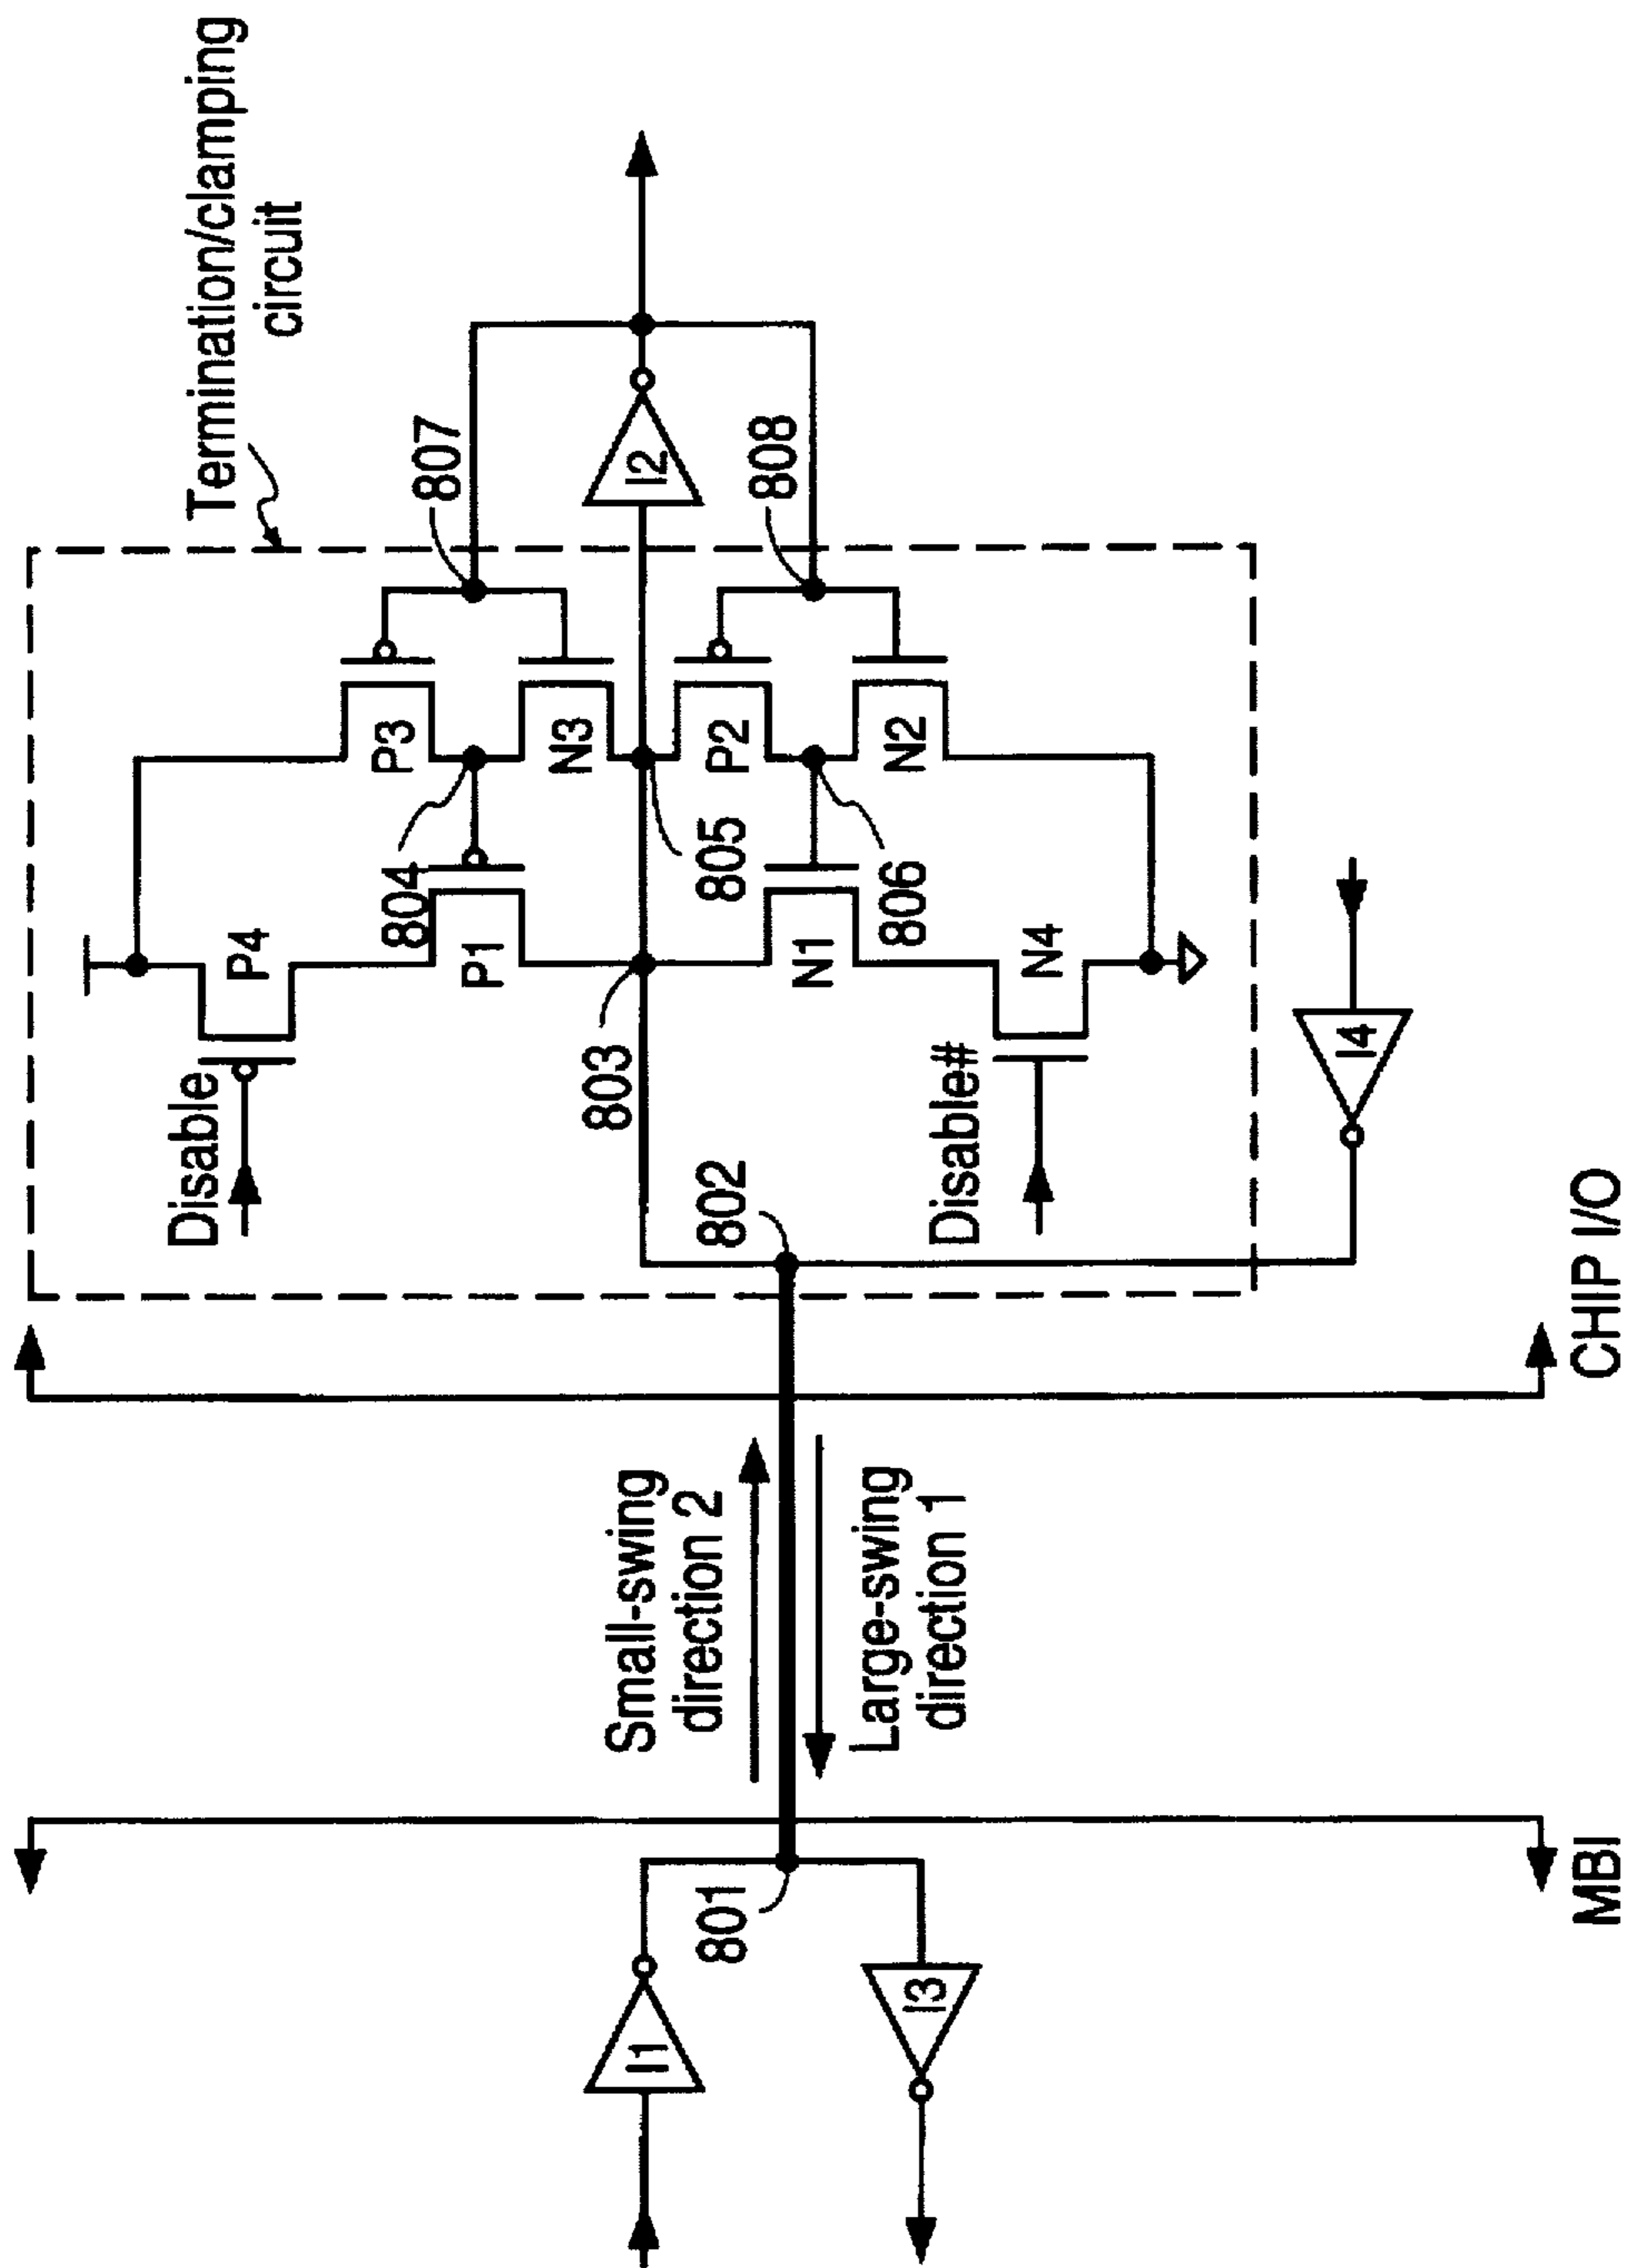 Termination/clamping
circuit
Disable
P4
P3
807
804
P1
N3
I2
803
805
802
P2
808
N1
806
N2
Disable#
N4
I4
Small-swing
direction 2
Large-swing
direction 1
I1
801
I3
MBI
CHIP I/O